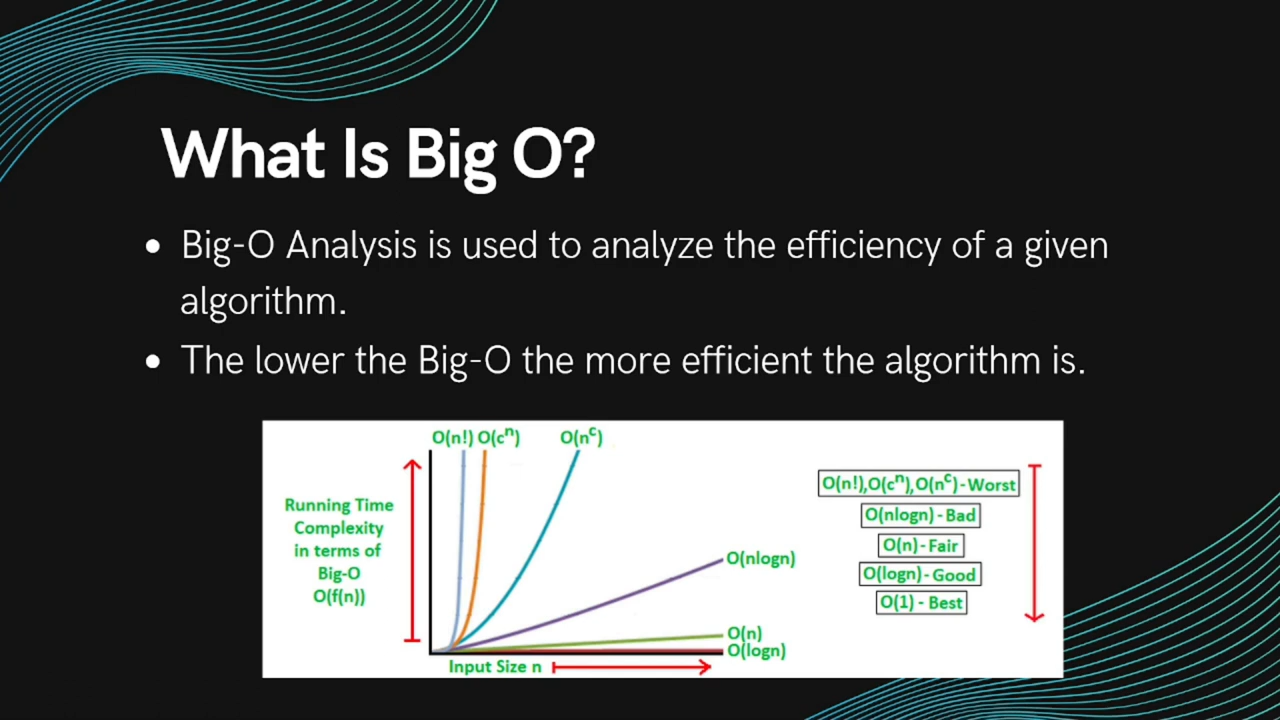 What Is Big O?
• Big-O Analysis is used to analyze the efficiency of a given
algorithm.
• The lower the Big-O the more efficient the algorithm is.
O(n!) O(cⁿ) O(nᶜ)
Running Time
Complexity
in terms of
Big-O
O(f(n))
O(nlogn)
O(n)
O(logn)
Input Size n
O(n!),O(cⁿ),O(nᶜ)-Worst
O(nlogn) - Bad
O(n) - Fair
O(logn) - Good
O(1) - Best